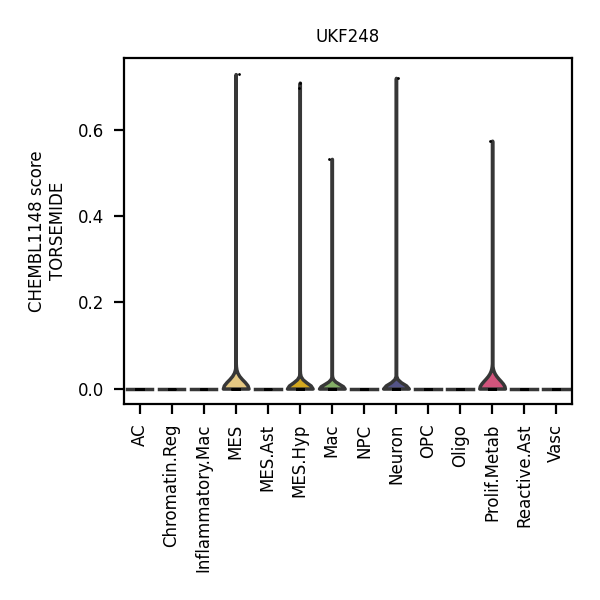 UKF248
CHEMBL1148 score
TORSEMIDE
0.6
0.4
0.2
0.0
AC
Chromatin.Reg
Inflammatory.Mac
MES
MES.Ast
MES.Hyp
Mac
NPC
Neuron
OPC
Oligo
Prolif.Metab
Reactive.Ast
Vasc